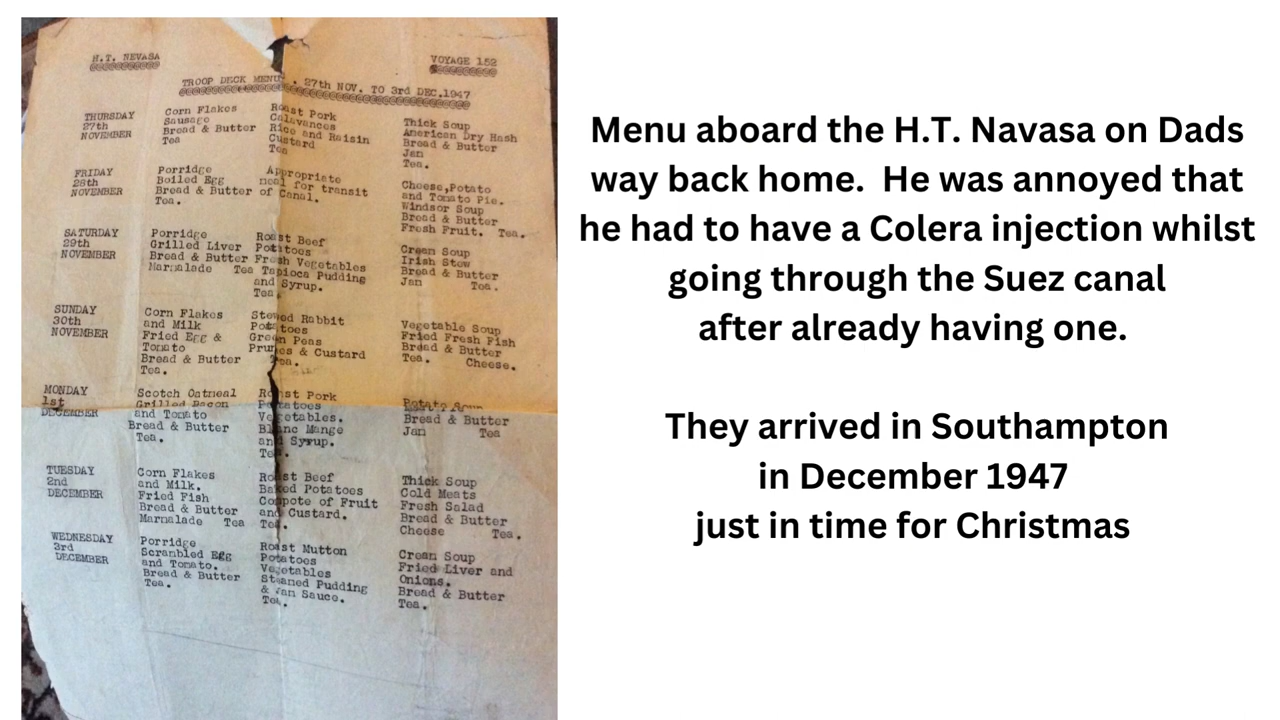 H.T. NEVASA
VOYAGE 152
TROOP DECK MENU . 27th NOV. TO 3rd DEC.1947
THURSDAY
27th
NOVEMBER
Corn Flakes
Sausage
Bread & Butter
Tea
Roast Pork
Calavances
Rice and Raisin
Custard
Tea
Thick Soup
American Dry Hash
Bread & Butter
Jan
Tea.
FRIDAY
28th
NOVEMBER
Porridge
Boiled Egg
Bread & Butter
Tea.
Appropriate
meal for transit
of Canal.
Cheese,Potato
and Tomato Pie.
Windsor Soup
Bread & Butter
Fresh Fruit. Tea.
SATURDAY
29th
NOVEMBER
Porridge
Grilled Liver
Bread & Butter
Marmalade Tea
Roast Beef
Potatoes
Fresh Vegetables
Tapioca Pudding
and Syrup.
Tea.
Cream Soup
Irish Stew
Bread & Butter
Jan Tea.
SUNDAY
30th
NOVEMBER
Corn Flakes
and Milk
Fried Egg &
Tomato
Bread & Butter
Tea.
Stewed Rabbit
Potatoes
Green Peas
Prunes & Custard
Tea.
Vegetable Soup
Fried Fresh Fish
Bread & Butter
Tea. Cheese.
MONDAY
1st
DECEMBER
Scotch Oatmeal
Grilled Bacon
and Tomato
Bread & Butter
Tea.
Roast Pork
Potatoes
Vegetables.
Blanc Mange
and Syrup.
Tea.
Potato Soup
Bread & Butter
Jan Tea
TUESDAY
2nd
DECEMBER
Corn Flakes
and Milk.
Fried Fish
Bread & Butter
Marmalade Tea
Roast Beef
Baked Potatoes
Compote of Fruit
and Custard.
Tea.
Thick Soup
Cold Meats
Fresh Salad
Bread & Butter
Cheese Tea.
WEDNESDAY
3rd
DECEMBER
Porridge
Scrambled Egg
and Tomato.
Bread & Butter
Tea.
Roast Mutton
Potatoes
Vegetables
Steamed Pudding
& Jam Sauce.
Tea.
Cream Soup
Fried Liver and
Onions.
Bread & Butter
Tea.
Menu aboard the H.T. Navasa on Dads
way back home. He was annoyed that
he had to have a Colera injection whilst
going through the Suez canal
after already having one.
They arrived in Southampton
in December 1947
just in time for Christmas